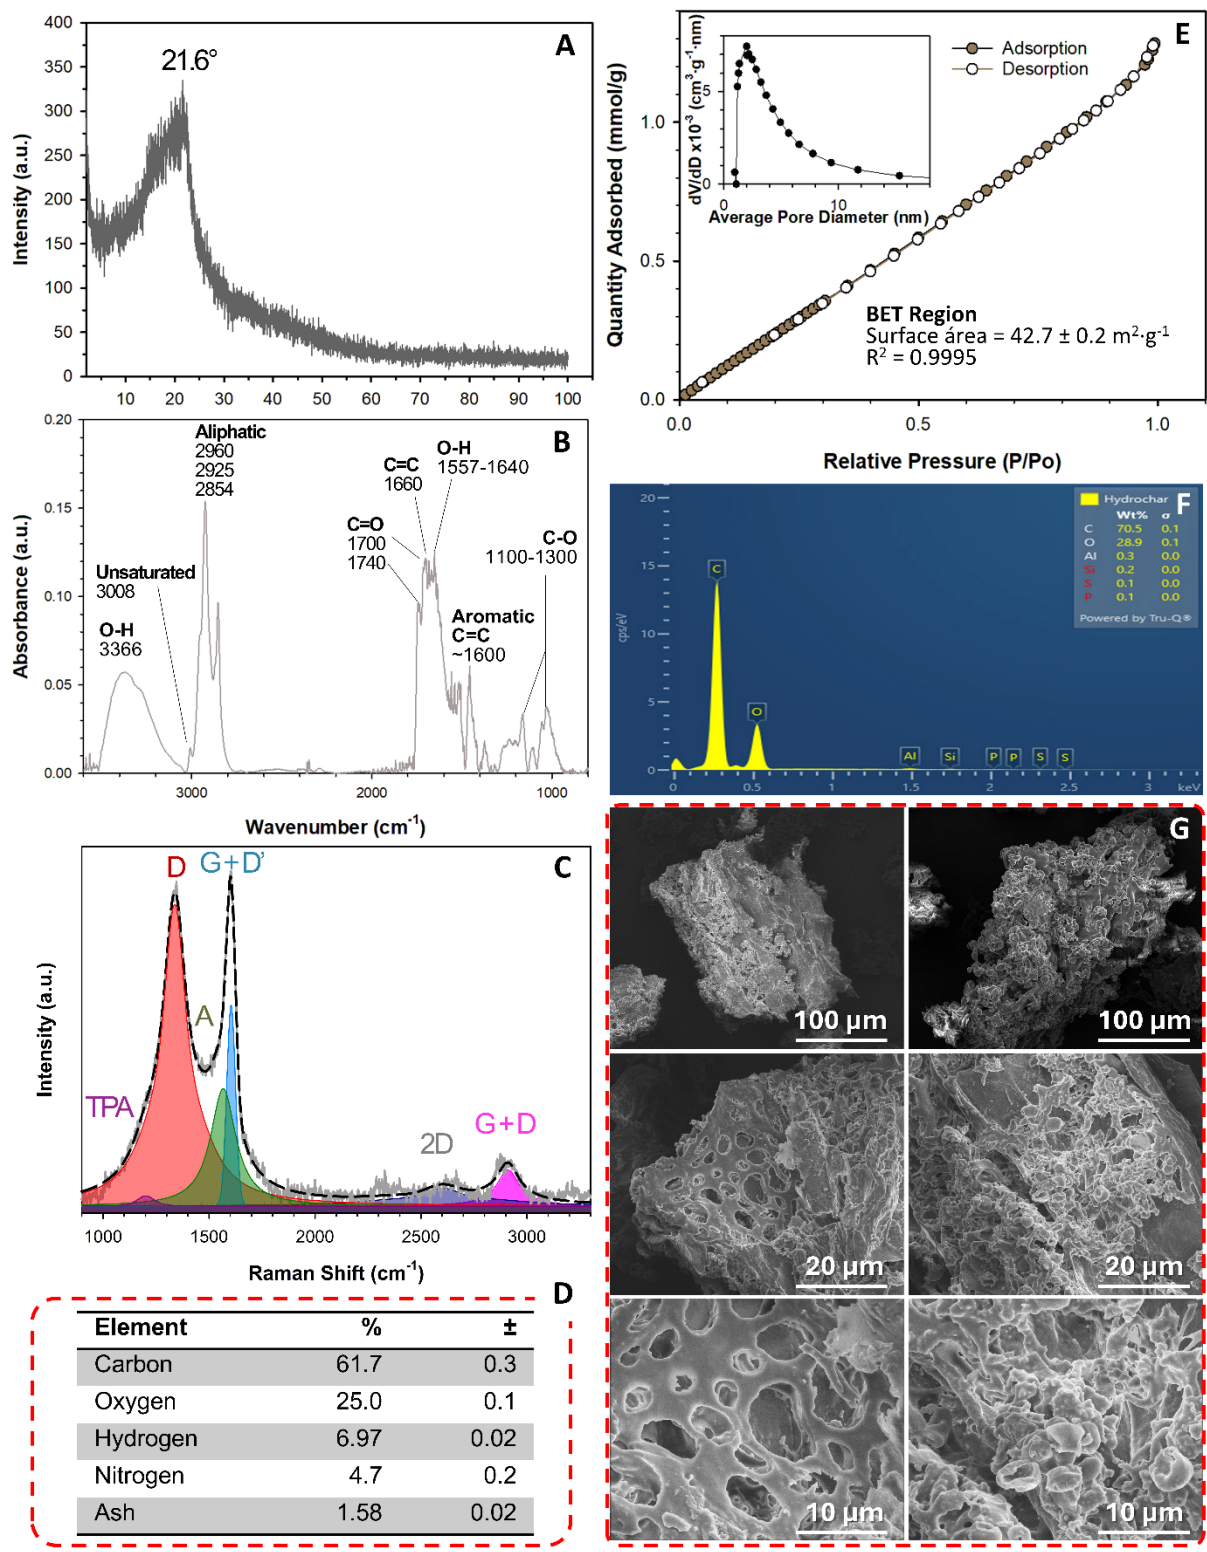 A
21.6°
Intensity (a.u.)
400
350
300
250
200
150
100
50
0
10 20 30 40 50 60 70 80 90 100
B
Absorbance (a.u.)
0.20
0.15
0.10
0.05
0.00
Aliphatic
2960
2925
2854
O-H
1557-1640
C=C
1660
C=O
1700
1740
C-O
1100-1300
Unsaturated
3008
O-H
3366
Aromatic
C=C
~1600
3000 2000 1000
Wavenumber (cm-1)
C
D
G+D'
A
TPA
2D
G+D
Intensity (a.u.)
1000 1500 2000 2500 3000
Raman Shift (cm-1)
D
Element % ±
Carbon 61.7 0.3
Oxygen 25.0 0.1
Hydrogen 6.97 0.02
Nitrogen 4.7 0.2
Ash 1.58 0.02
E
Adsorption
Desorption
Quantity Adsorbed (mmol/g)
1.0
0.5
0.0
dV/dD x10-3 (cm3·g-1·nm)
5
0
0 10
Average Pore Diameter (nm)
BET Region
Surface área = 42.7 ± 0.2 m2·g-1
R2 = 0.9995
0.0 0.5 1.0
Relative Pressure (P/Po)
F
Hydrochar
Wt% σ
C 70.5 0.1
O 28.9 0.1
Al 0.3 0.0
Si 0.2 0.0
S 0.1 0.0
P 0.1 0.0
Powered by Tru-Q®
cps/eV
20
15
10
5
0
C
O
Al Si P P S S
0 0.5 1 1.5 2 2.5 3 keV
G
100 µm
100 µm
20 µm
20 µm
10 µm
10 µm